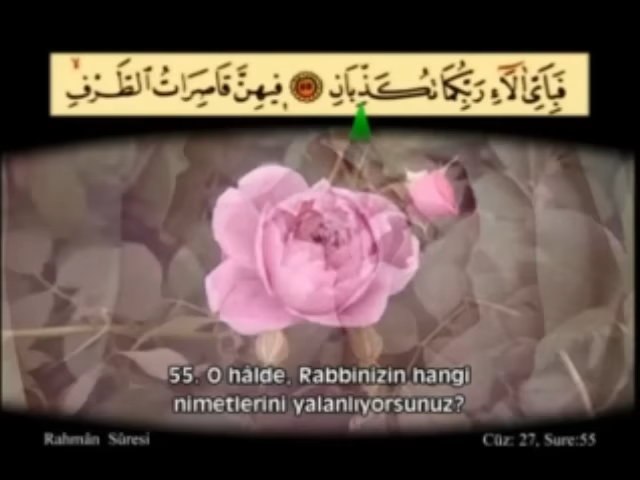 فَبِأَيِّ اٰلَٓاءِ رَبِّكُمَا تُكَذِّبَانِ ﴿٥٥﴾ فِيهِنَّ قَاصِرَاتُ الطَّرْفِۙ
55. O hâlde, Rabbinizin hangi
nimetlerini yalanlıyorsunuz?
Rahmân Sûresi
Cüz: 27, Sure:55